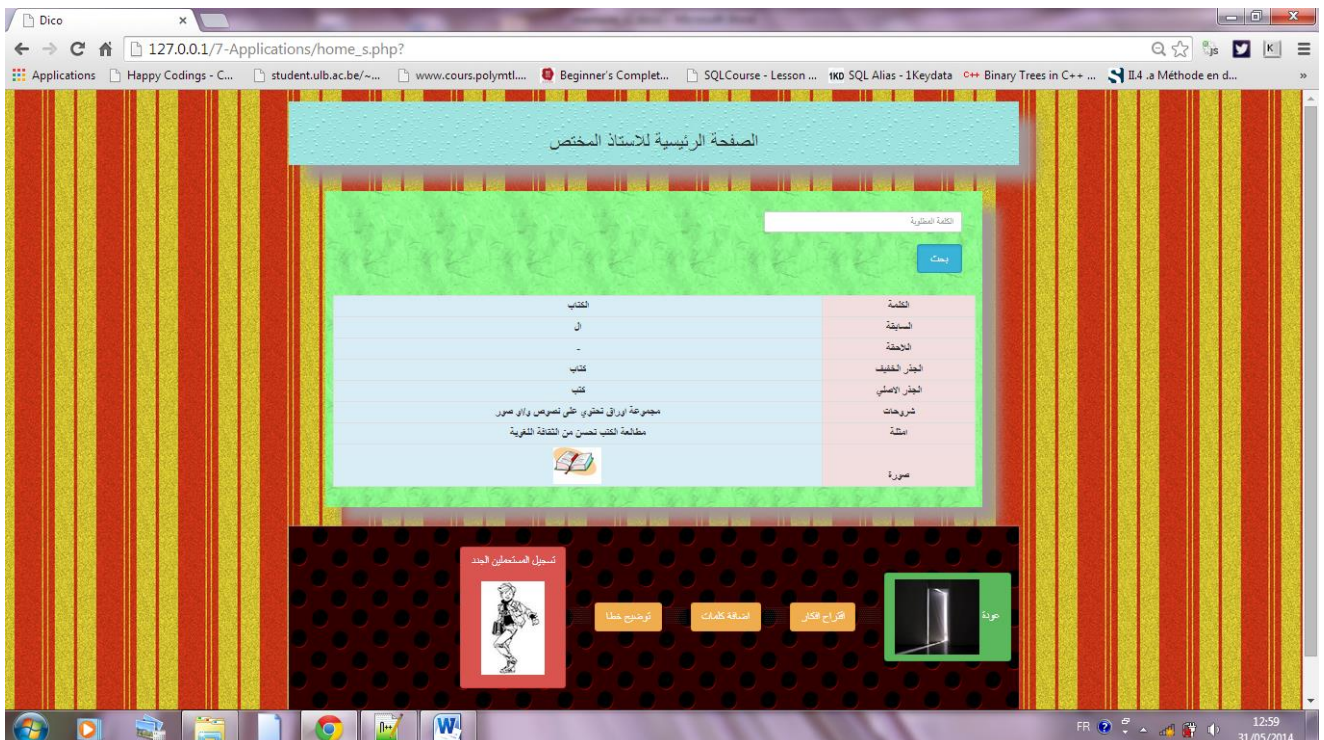 Dico
127.0.0.1/7-Applications/home_s.php?
Applications Happy Codings - C... student.ulb.ac.be/~... www.cours.polymtl.... Beginner's Complet... SQLCourse - Lesson ... 1KD SQL Alias - 1Keydata C++ Binary Trees in C++ ... II.4 .a Méthode en d... »
الصفحة الرئيسية للاستاذ المختص
الكلمة المطلوبة
بحث
الكلمة الكتاب
السابقة ال
اللاحقة -
الجذر الخفيف كتاب
الجذر الاصلي كتب
شروحات مجموعة اوراق تحتوي على نصوص و/او صور
امثلة مطالعة الكتب تحسن من الثقافة اللغوية
صورة
تسجيل المستعملين الجدد
عودة اقتراح افكار اضافة كلمات توضيح خطا
FR 12:59
31/05/2014